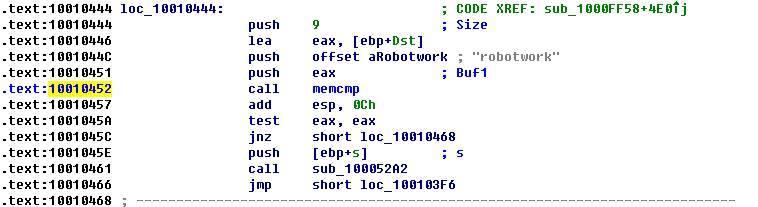 .text:10010444 loc_10010444: ; CODE XREF: sub_1000FF58+4E0↑j
.text:10010444 push 9 ; Size
.text:10010446 lea eax, [ebp+Dst]
.text:1001044C push offset aRobotwork ; "robotwork"
.text:10010451 push eax ; Buf1
.text:10010452 call memcmp
.text:10010457 add esp, 0Ch
.text:1001045A test eax, eax
.text:1001045C jnz short loc_10010468
.text:1001045E push [ebp+s] ; s
.text:10010461 call sub_100052A2
.text:10010466 jmp short loc_100103F6
.text:10010468 ; ---------------------------------------------------------------------------